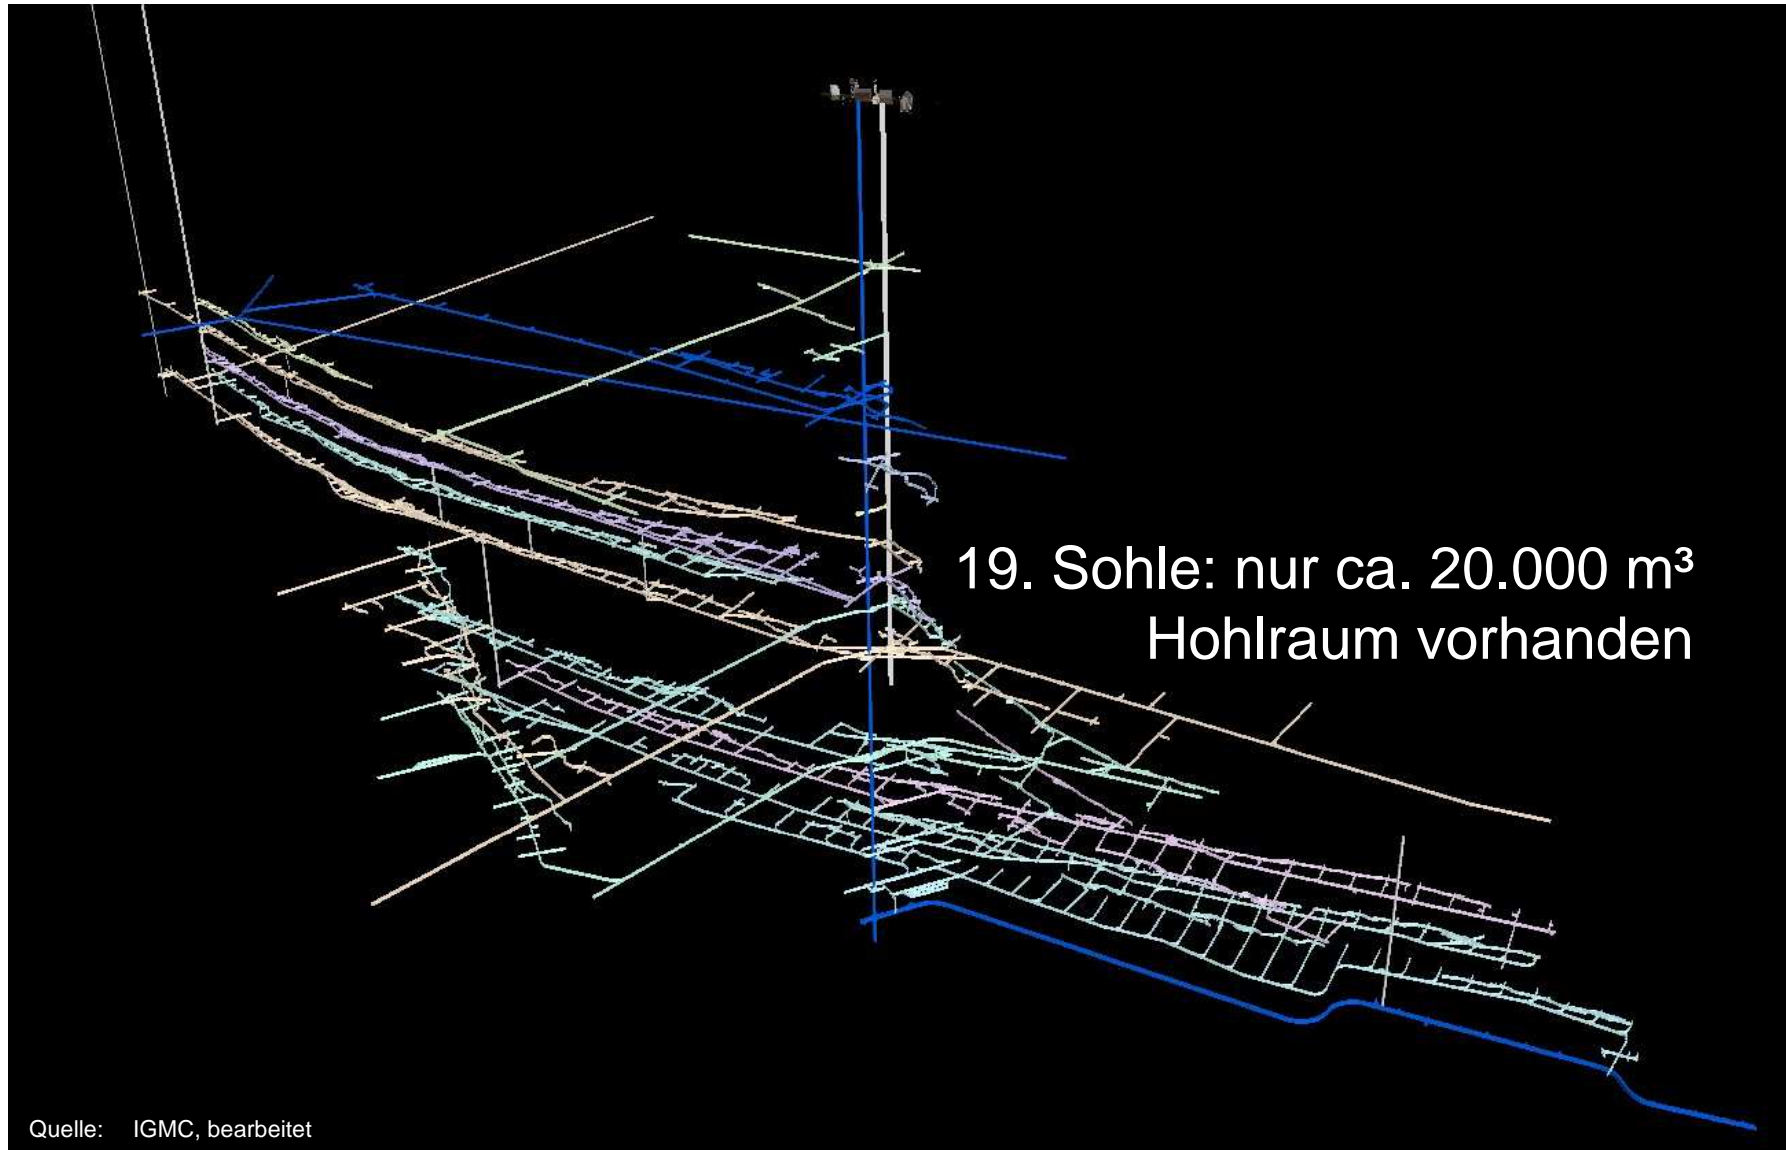 19. Sohle: nur ca. 20.000 m³
Hohlraum vorhanden
Quelle: IGMC, bearbeitet